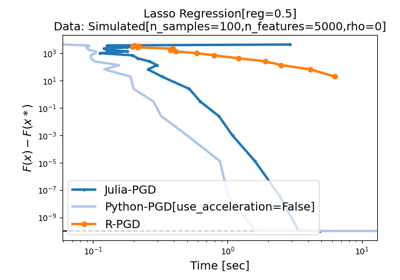 Lasso Regression[reg=0.5]
Data: Simulated[n_samples=100,n_features=5000,rho=0]
F(x) − F(x*)
10³
10¹
10⁻¹
10⁻³
10⁻⁵
10⁻⁷
10⁻⁹
Julia-PGD
Python-PGD[use_acceleration=False]
R-PGD
10⁻¹
10⁰
10¹
Time [sec]